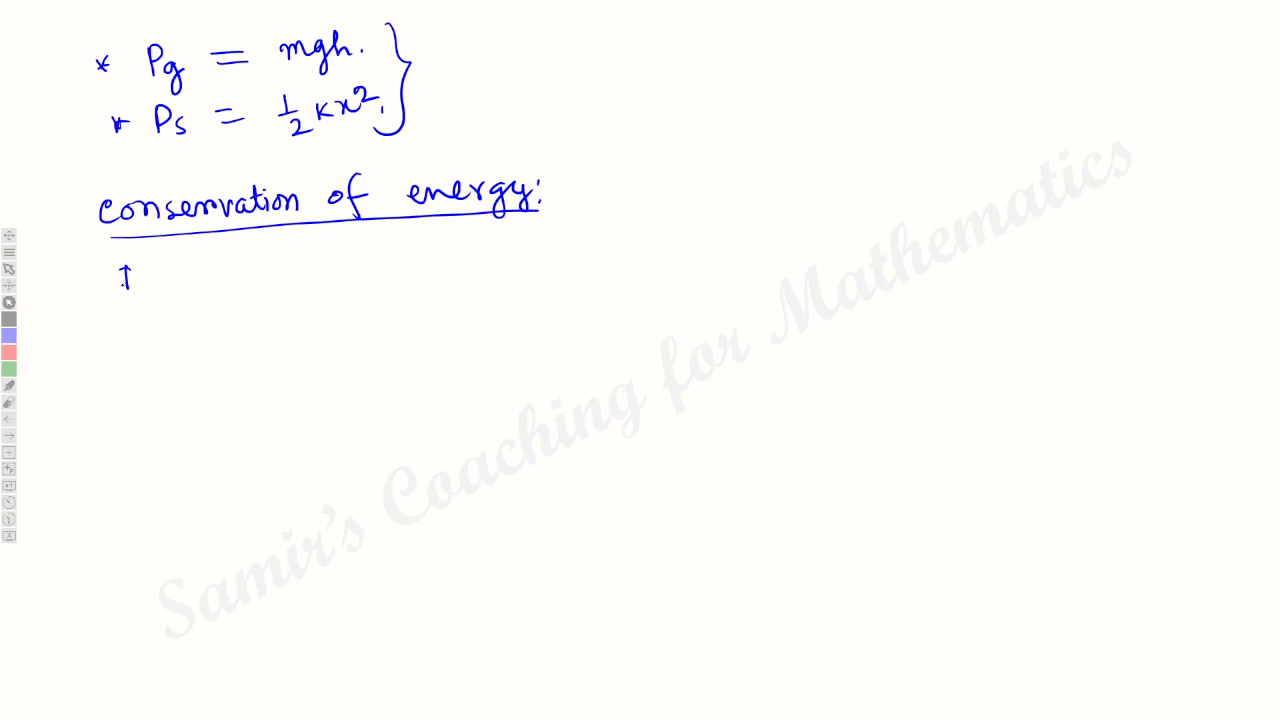 * Pg = mgh.
* Ps = 1/2 Kx².
conservation of energy:
Samir's Coaching for Mathematics